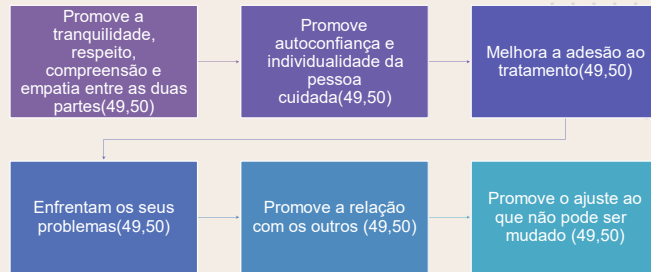 Promove a
tranquilidade,
respeito,
compreensão e
empatia entre as duas
partes(49,50)
Promove
autoconfiança e
individualidade da
pessoa
cuidada(49,50)
Melhora a adesão ao
tratamento(49,50)
Enfrentam os seus
problemas(49,50)
Promove a relação
com os outros (49,50)
Promove o ajuste ao
que não pode ser
mudado (49,50)